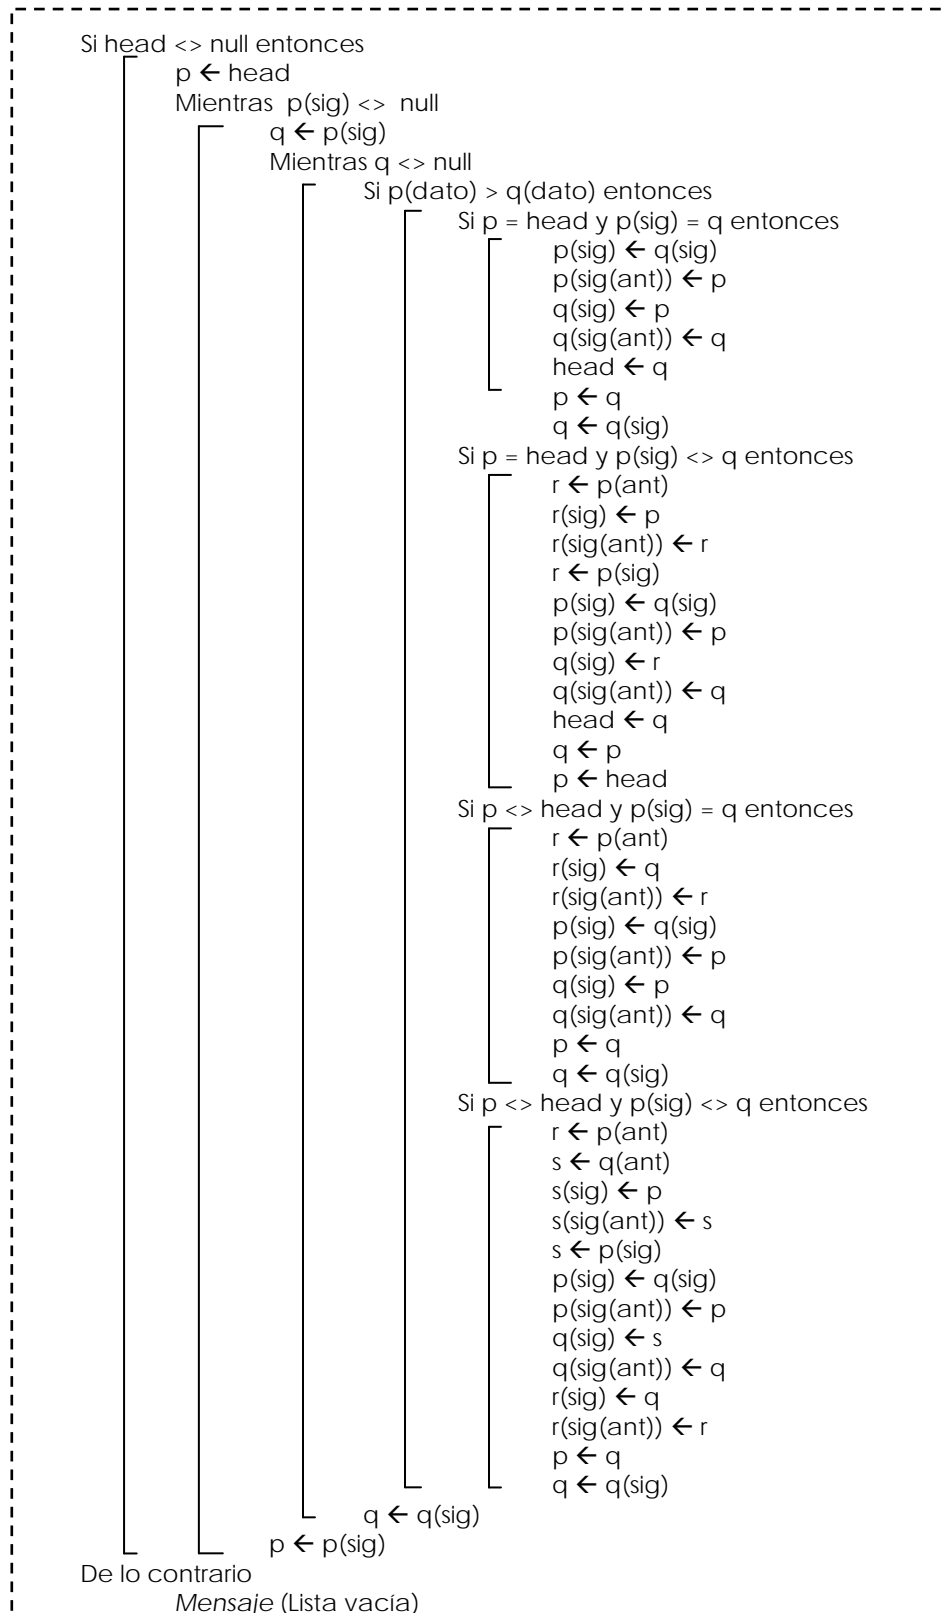 Si head <> null entonces
p ← head
Mientras p(sig) <> null
q ← p(sig)
Mientras q <> null
Si p(dato) > q(dato) entonces
Si p = head y p(sig) = q entonces
p(sig) ← q(sig)
p(sig(ant)) ← p
q(sig) ← p
q(sig(ant)) ← q
head ← q
p ← q
q ← q(sig)
Si p = head y p(sig) <> q entonces
r ← p(ant)
r(sig) ← p
r(sig(ant)) ← r
r ← p(sig)
p(sig) ← q(sig)
p(sig(ant)) ← p
q(sig) ← r
q(sig(ant)) ← q
head ← q
q ← p
p ← head
Si p <> head y p(sig) = q entonces
r ← p(ant)
r(sig) ← q
r(sig(ant)) ← r
p(sig) ← q(sig)
p(sig(ant)) ← p
q(sig) ← p
q(sig(ant)) ← q
p ← q
q ← q(sig)
Si p <> head y p(sig) <> q entonces
r ← p(ant)
s ← q(ant)
s(sig) ← p
s(sig(ant)) ← s
s ← p(sig)
p(sig) ← q(sig)
p(sig(ant)) ← p
q(sig) ← s
q(sig(ant)) ← q
r(sig) ← q
r(sig(ant)) ← r
p ← q
q ← q(sig)
q ← q(sig)
p ← p(sig)
De lo contrario
Mensaje (Lista vacía)